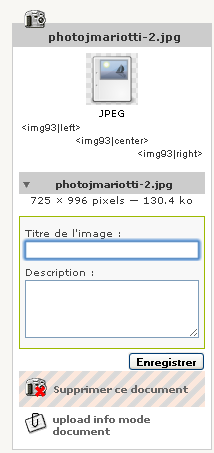 photojmariotti-2.jpg
JPEG
<img93|left>
<img93|center>
<img93|right>
photojmariotti-2.jpg
725 × 996 pixels — 130.4 ko
Titre de l'image :
Description :
Enregistrer
Supprimer ce document
upload info mode
document